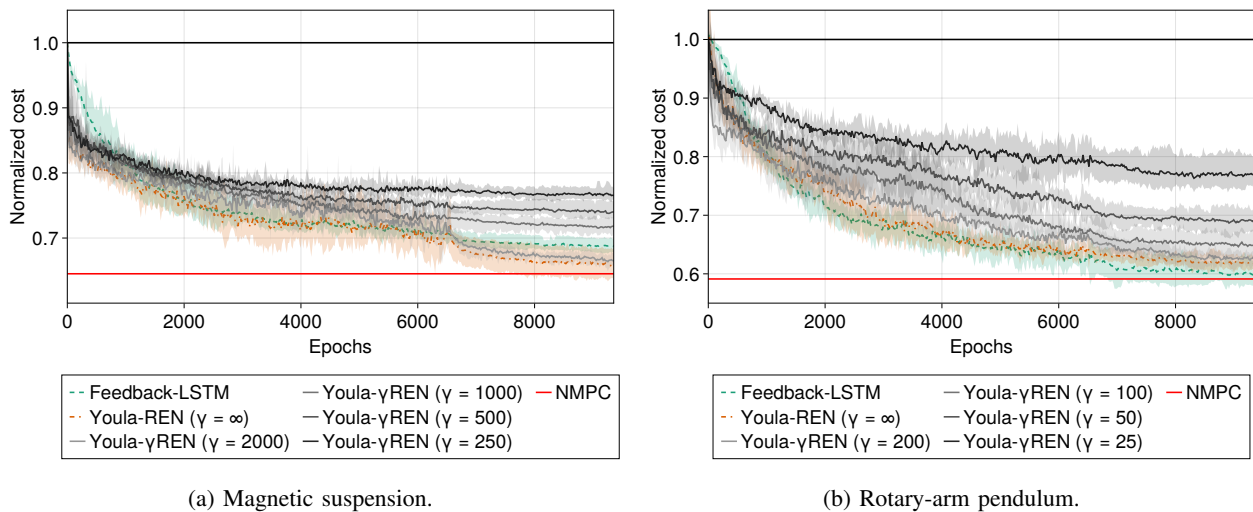 1.0
0.9
0.8
0.7
Normalized cost
0 2000 4000 6000 8000
Epochs
Feedback-LSTM
Youla-REN (γ = ∞)
Youla-γREN (γ = 2000)
Youla-γREN (γ = 1000)
Youla-γREN (γ = 500)
Youla-γREN (γ = 250)
NMPC
(a) Magnetic suspension.
1.0
0.9
0.8
0.7
0.6
Normalized cost
0 2000 4000 6000 8000
Epochs
Feedback-LSTM
Youla-REN (γ = ∞)
Youla-γREN (γ = 200)
Youla-γREN (γ = 100)
Youla-γREN (γ = 50)
Youla-γREN (γ = 25)
NMPC
(b) Rotary-arm pendulum.